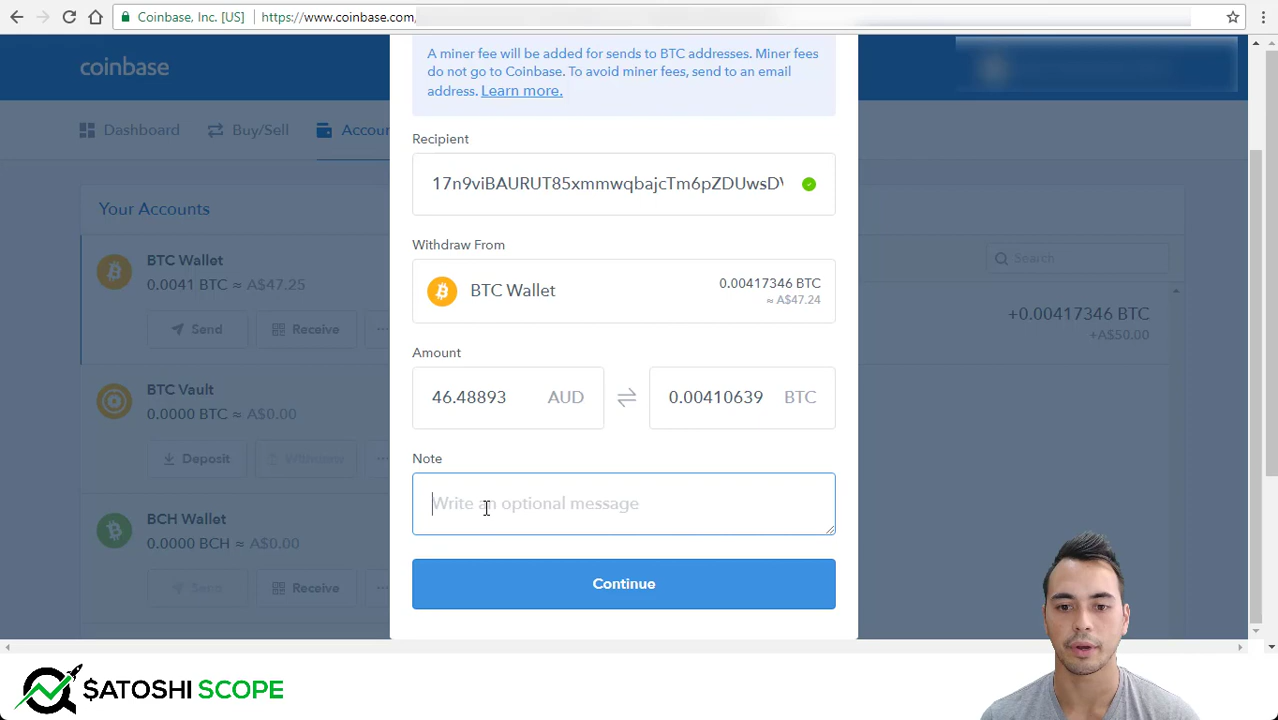 Coinbase, Inc. [US]
https://www.coinbase.com/
coinbase
Dashboard
Buy/Sell
Your Accounts
BTC Wallet
0.0041 BTC ≈ A$47.25
Send
Receive
BTC Vault
0.0000 BTC ≈ A$0.00
Deposit
Withdraw
BCH Wallet
0.0000 BCH ≈ A$0.00
Send
Receive
A miner fee will be added for sends to BTC addresses. Miner fees
do not go to Coinbase. To avoid miner fees, send to an email
address. Learn more.
Recipient
17n9viBAURUT85xmmwqbajcTm6pZDUwsD
Withdraw From
BTC Wallet
0.00417346 BTC
≈ A$47.24
Amount
46.48893 AUD
0.00410639 BTC
Note
Write an optional message
Continue
Search
+0.00417346 BTC
+A$50.00
$ATOSHI SCOPE